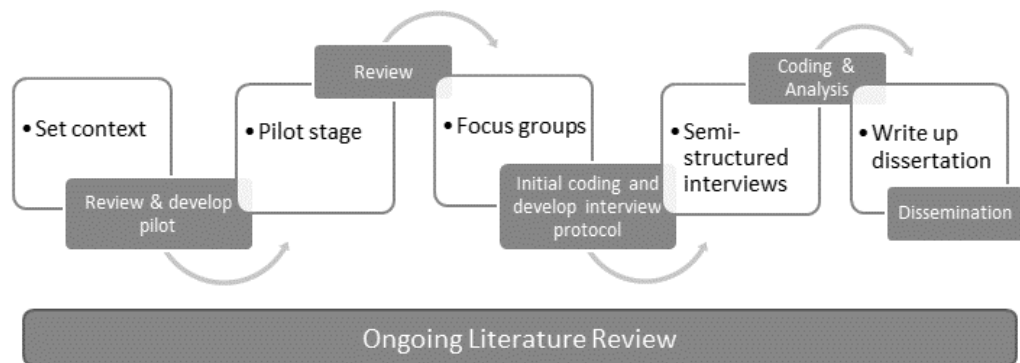 • Set context
Review & develop
pilot
• Pilot stage
Review
• Focus groups
Initial coding and
develop interview
protocol
• Semi-
structured
interviews
Coding &
Analysis
• Write up
dissertation
Dissemination
Ongoing Literature Review